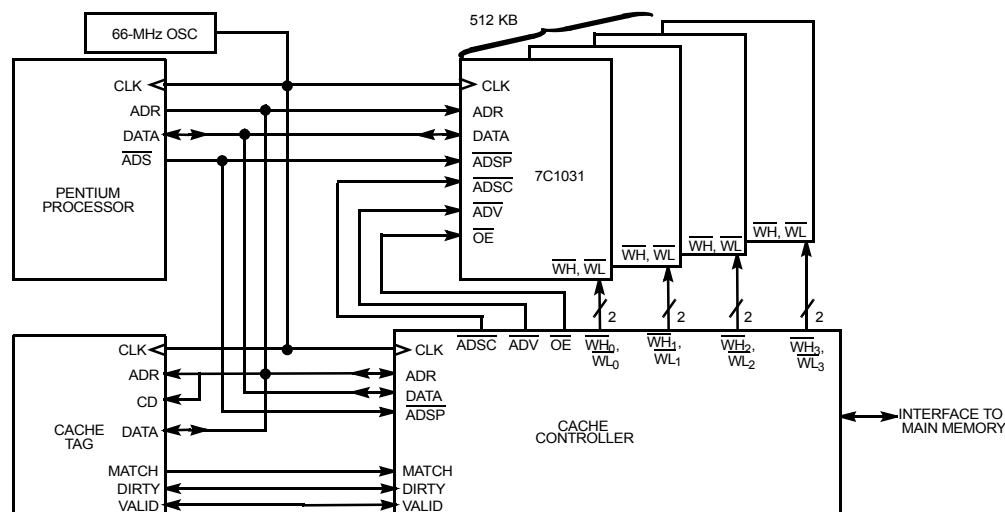 512 KB
66-MHz OSC
CLK
ADR
DATA
ADS
PENTIUM
PROCESSOR
CLK
ADR
DATA
ADSP
ADSC
ADV
OE
7C1031
WH, WL
WH, WL
WH, WL
WH, WL
2
2
2
2
ADSC
ADV
OE
WH0,
WL0
WH1,
WL1
WH2,
WL2
WH3,
WL3
CLK
ADR
CD
DATA
CACHE
TAG
MATCH
DIRTY
VALID
CLK
ADR
DATA
ADSP
CACHE
CONTROLLER
MATCH
DIRTY
VALID
INTERFACE TO
MAIN MEMORY